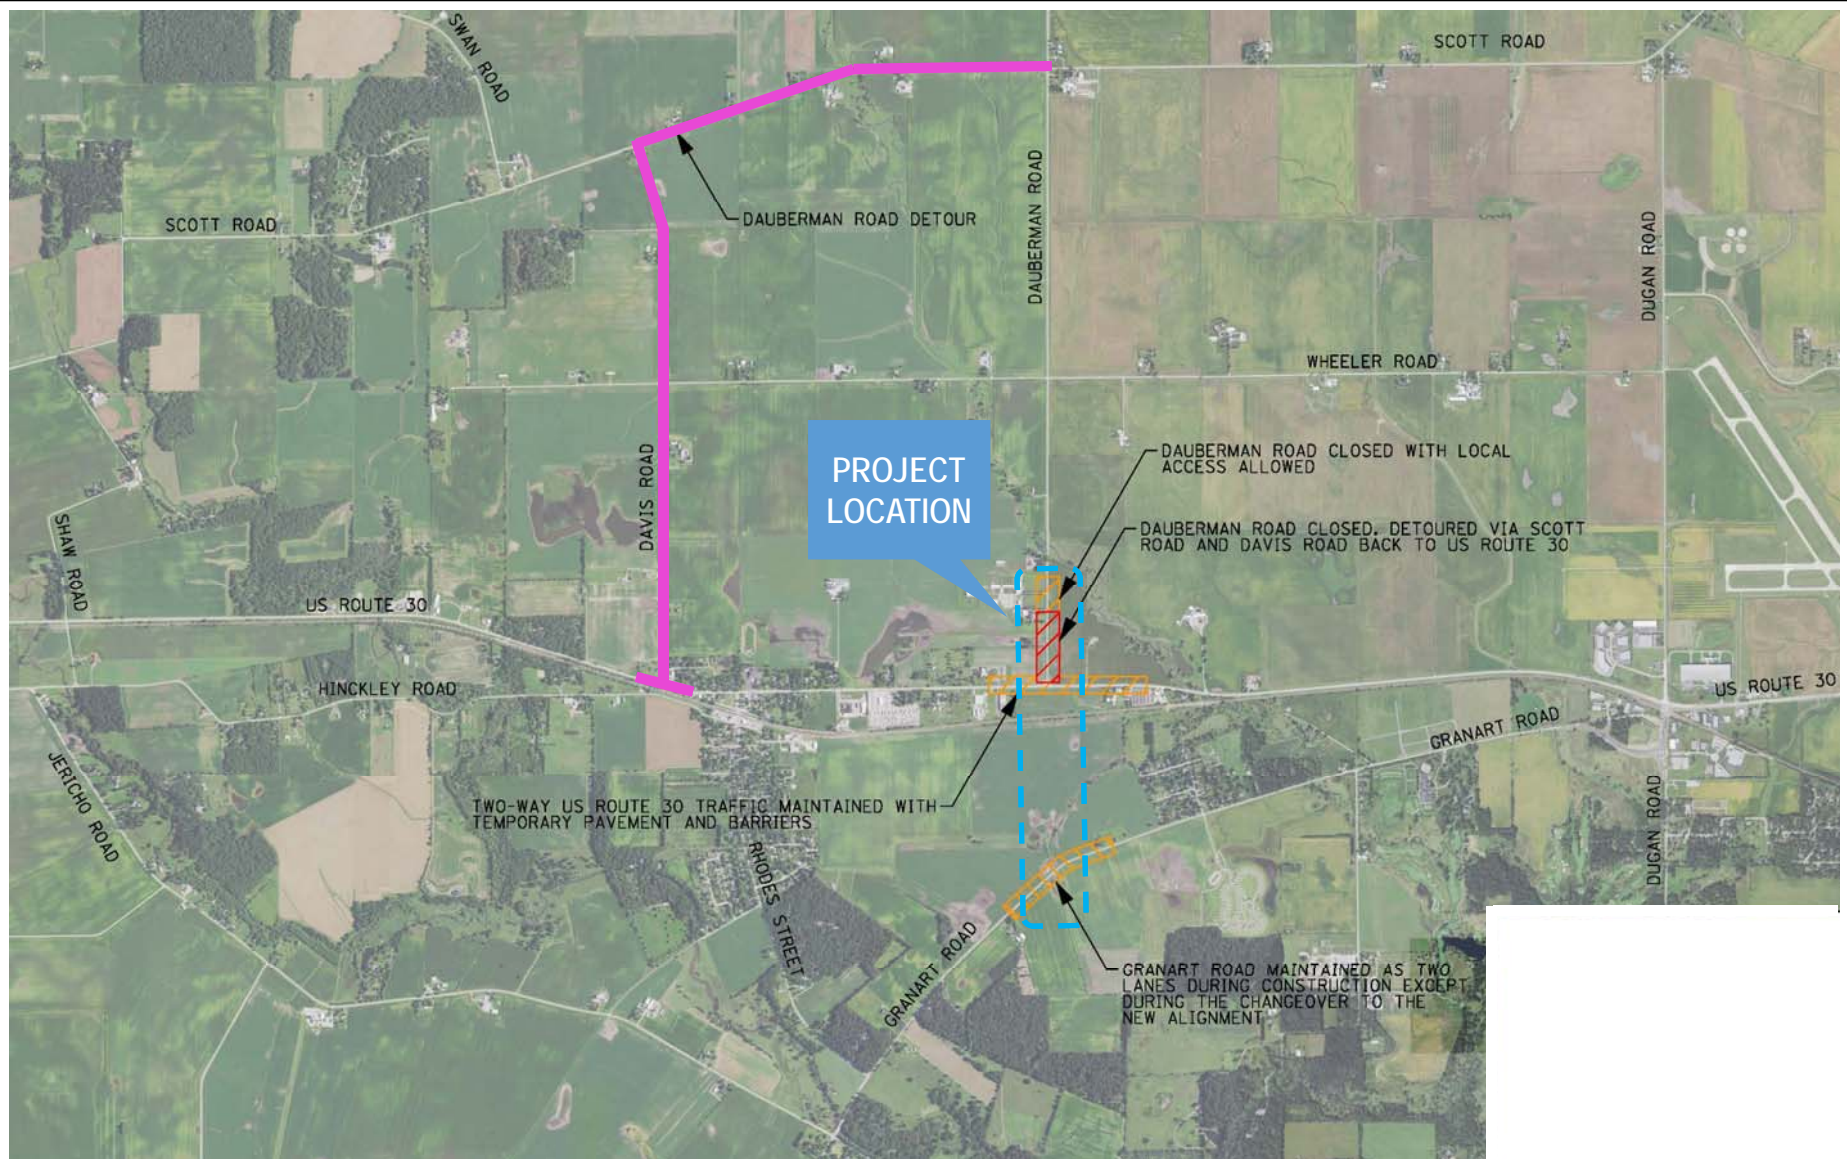 SWAN ROAD
SCOTT ROAD
DAUBERMAN ROAD
DUGAN ROAD
SCOTT ROAD
DAUBERMAN ROAD DETOUR
WHEELER ROAD
DAVIS ROAD
PROJECT
LOCATION
DAUBERMAN ROAD CLOSED WITH LOCAL
ACCESS ALLOWED
DAUBERMAN ROAD CLOSED. DETOURED VIA SCOTT
ROAD AND DAVIS ROAD BACK TO US ROUTE 30
SHAW ROAD
US ROUTE 30
HINCKLEY ROAD
US ROUTE 30
GRANART ROAD
JERICHO ROAD
TWO-WAY US ROUTE 30 TRAFFIC MAINTAINED WITH
TEMPORARY PAVEMENT AND BARRIERS
RHODES STREET
DUGAN ROAD
GRANART ROAD
GRANART ROAD MAINTAINED AS TWO
LANES DURING CONSTRUCTION EXCEPT
DURING THE CHANGEOVER TO THE
NEW ALIGNMENT